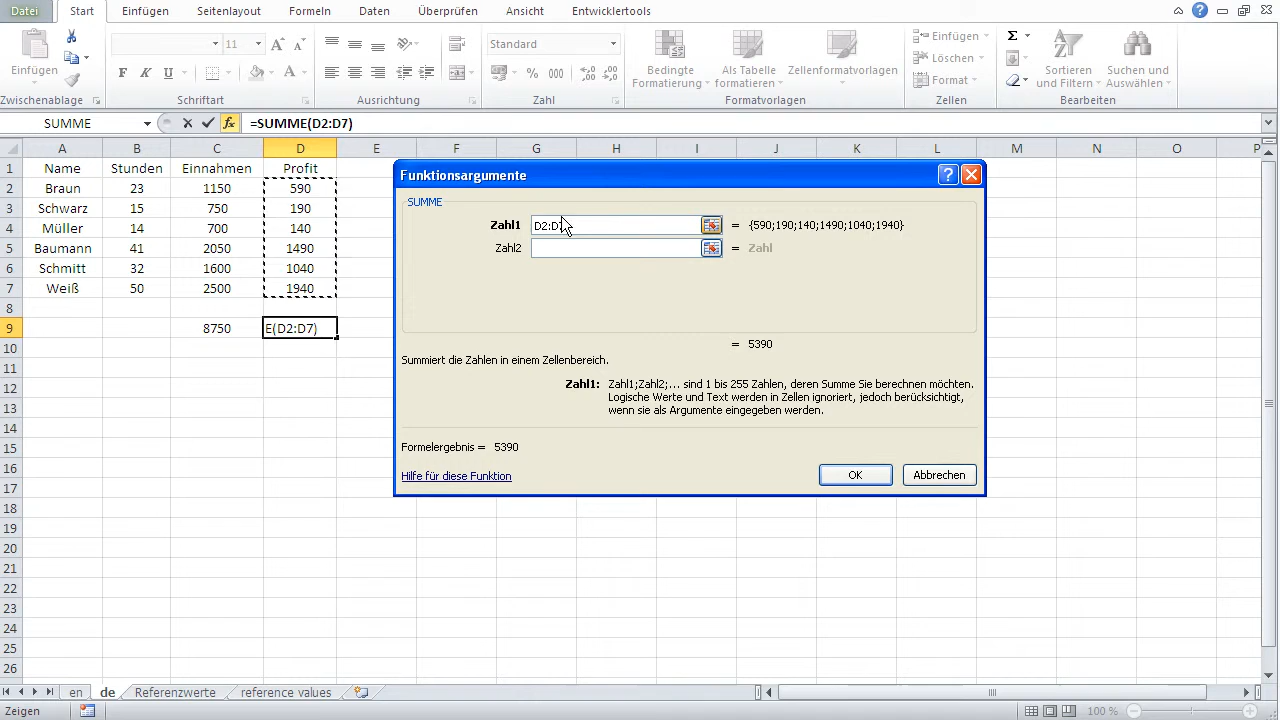 Datei Start Einfügen Seitenlayout Formeln Daten Überprüfen Ansicht Entwicklertools
Einfügen
11
F K U A
Standard
% 000
Bedingte Formatierung
Als Tabelle formatieren
Zellenformatvorlagen
Einfügen
Löschen
Format
Σ
Sortieren und Filtern
Suchen und Auswählen
Zwischenablage Schriftart Ausrichtung Zahl Formatvorlagen Zellen Bearbeiten
SUMME fx =SUMME(D2:D7)
A B C D E F G H I J K L M N O P
1 Name Stunden Einnahmen Profit
2 Braun 23 1150 590
3 Schwarz 15 750 190
4 Müller 14 700 140
5 Baumann 41 2050 1490
6 Schmitt 32 1600 1040
7 Weiß 50 2500 1940
8
9 8750 E(D2:D7)
10
11
12
13
14
15
16
17
18
19
20
21
22
23
24
25
26
Funktionsargumente ?
SUMME
Zahl1 D2:D7 = {590;190;140;1490;1040;1940}
Zahl2 = Zahl
= 5390
Summiert die Zahlen in einem Zellenbereich.
Zahl1: Zahl1;Zahl2;... sind 1 bis 255 Zahlen, deren Summe Sie berechnen möchten.
Logische Werte und Text werden in Zellen ignoriert, jedoch berücksichtigt,
wenn sie als Argumente eingegeben werden.
Formelergebnis = 5390
Hilfe für diese Funktion OK Abbrechen
en de Referenzwerte reference values
Zeigen 100 %